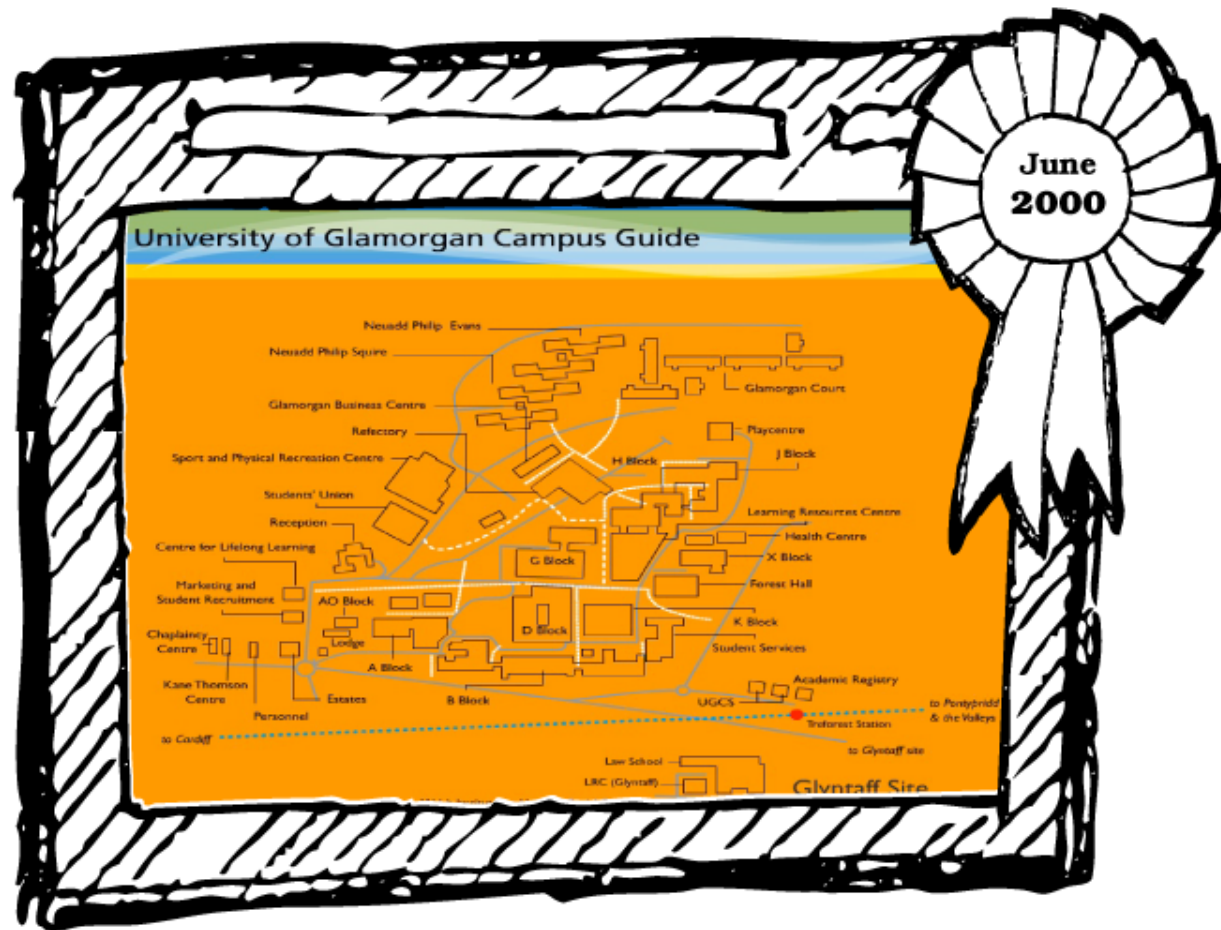 June
2000
University of Glamorgan Campus Guide
Neuadd Philip Evans
Neuadd Philip Squire
Glamorgan Court
Glamorgan Business Centre
Refectory
Playcentre
Sport and Physical Recreation Centre
H Block
J Block
Students' Union
Learning Resources Centre
Reception
Health Centre
Centre for Lifelong Learning
G Block
X Block
Marketing and
Student Recruitment
Forest Hall
AO Block
K Block
Chaplaincy
Centre
Lodge
D Block
Student Services
A Block
Kane Thomson
Centre
Estates
B Block
UGCS
Academic Registry
Personnel
to Pontypridd
& the Valleys
Treforest Station
to Cardiff
to Glyntaff site
Law School
LRC (Glyntaff)
Glyntaff Site